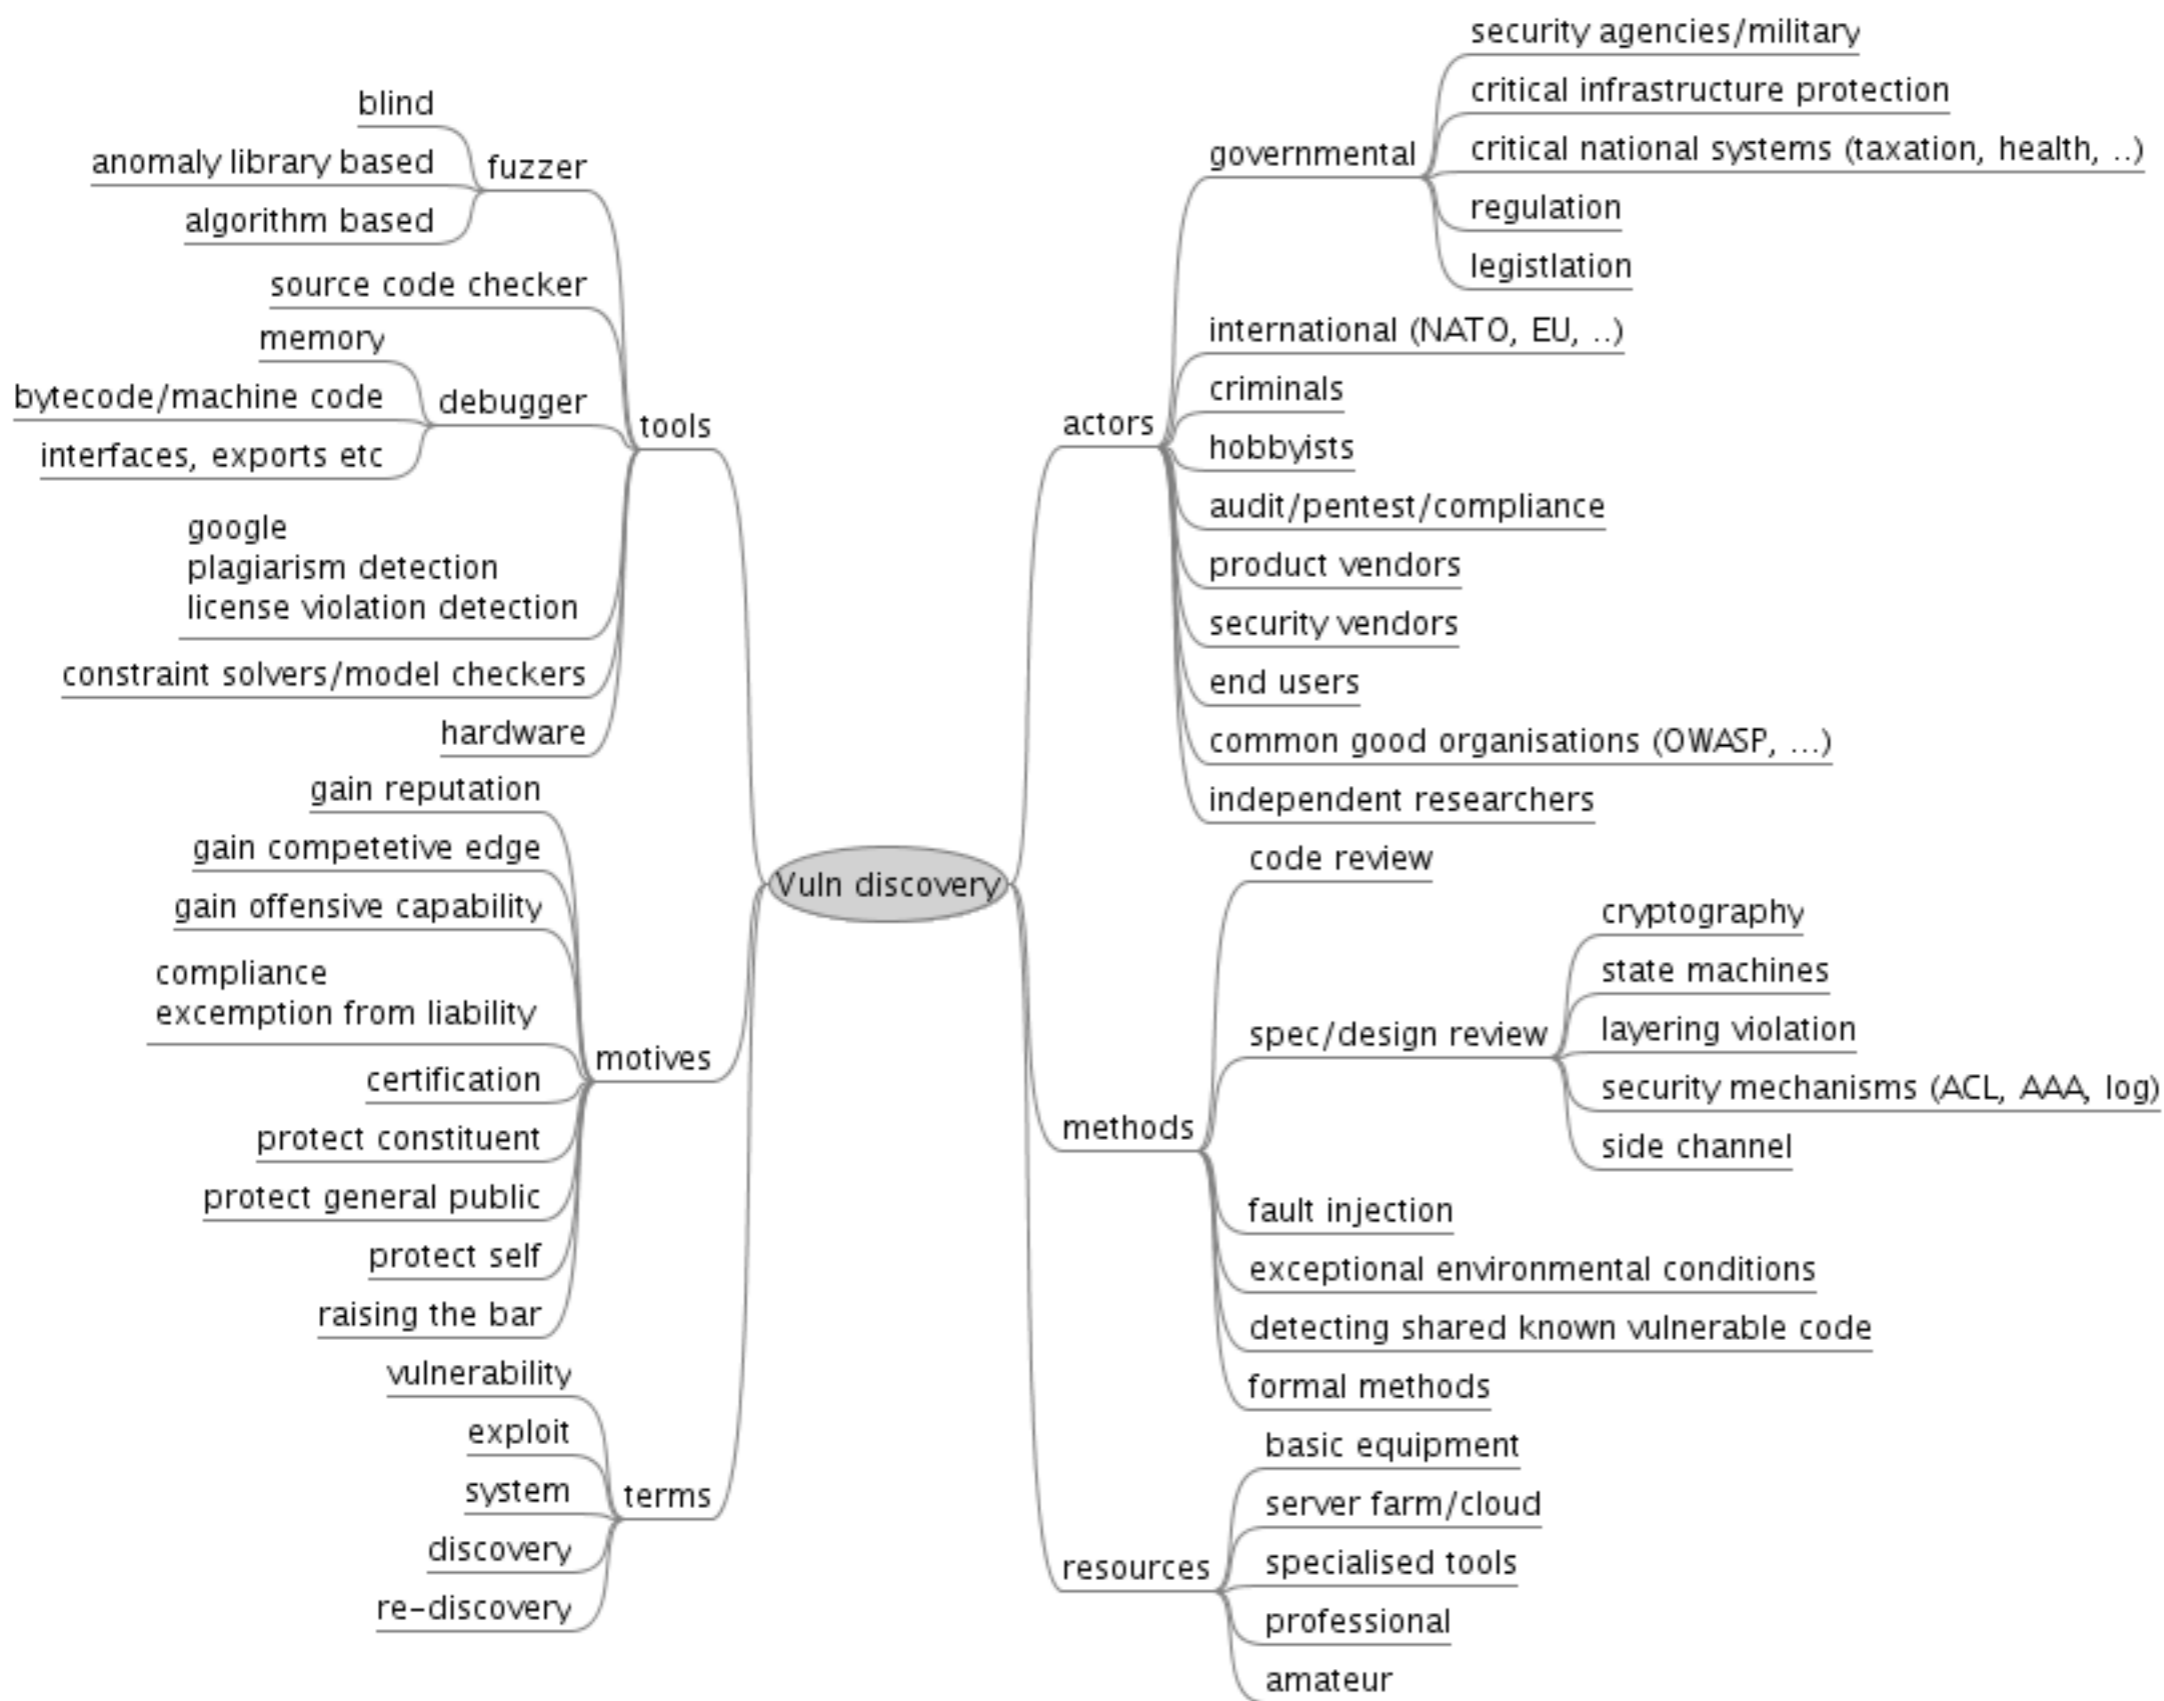 blind
anomaly library based
algorithm based
fuzzer
source code checker
memory
bytecode/machine code
interfaces, exports etc
debugger
google
plagiarism detection
license violation detection
constraint solvers/model checkers
hardware
tools
gain reputation
gain competetive edge
gain offensive capability
compliance
excemption from liability
certification
protect constituent
protect general public
protect self
raising the bar
motives
vulnerability
exploit
system
discovery
re-discovery
terms
Vuln discovery
actors
governmental
security agencies/military
critical infrastructure protection
critical national systems (taxation, health, ..)
regulation
legistlation
international (NATO, EU, ..)
criminals
hobbyists
audit/pentest/compliance
product vendors
security vendors
end users
common good organisations (OWASP, ...)
independent researchers
methods
code review
spec/design review
cryptography
state machines
layering violation
security mechanisms (ACL, AAA, log)
side channel
fault injection
exceptional environmental conditions
detecting shared known vulnerable code
formal methods
resources
basic equipment
server farm/cloud
specialised tools
professional
amateur